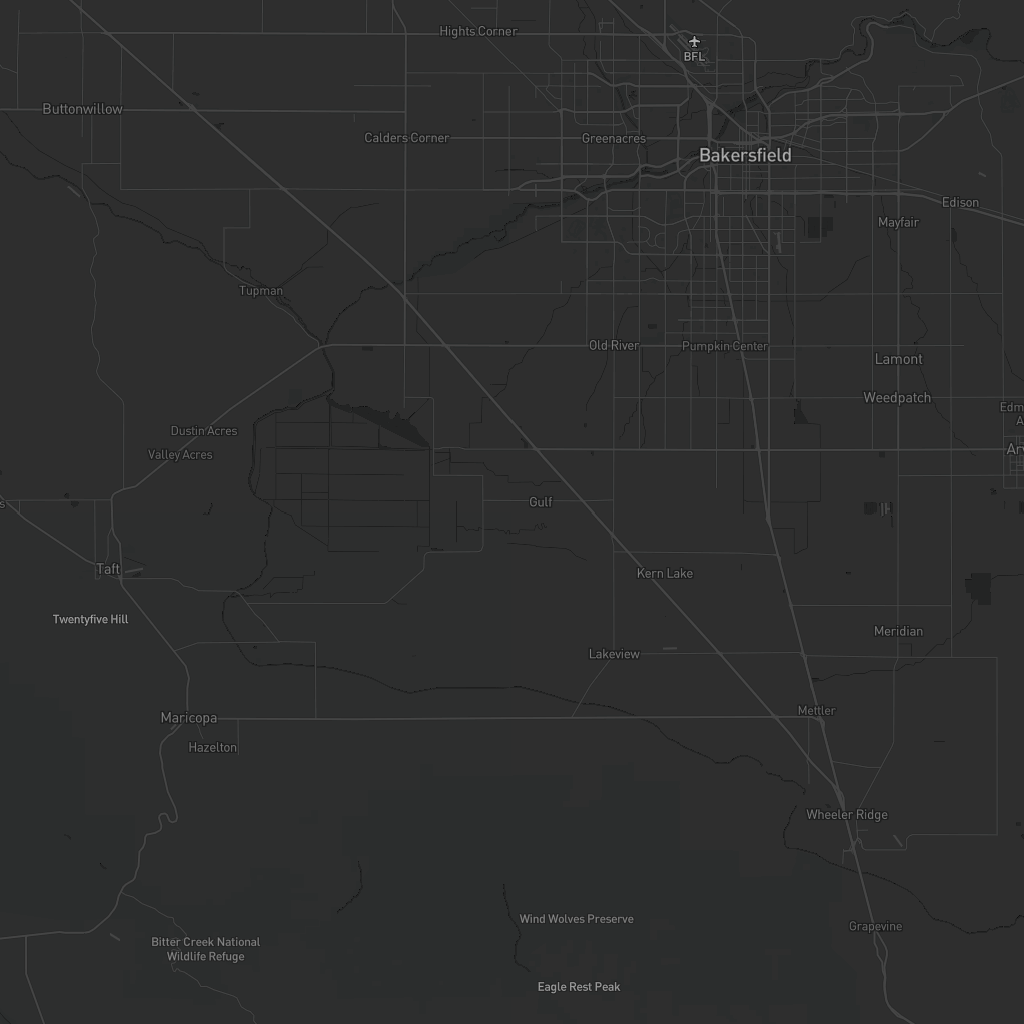 Hights Corner
BFL
Buttonwillow
Calders Corner
Greenacres
Bakersfield
Edison
Mayfair
Tupman
Old River
Pumpkin Center
Lamont
Weedpatch
Edm
A
Dustin Acres
Valley Acres
Ar
s
Gulf
Taft
Kern Lake
Twentyfive Hill
Meridian
Lakeview
Mettler
Maricopa
Hazelton
Wheeler Ridge
Wind Wolves Preserve
Grapevine
Bitter Creek National
Wildlife Refuge
Eagle Rest Peak